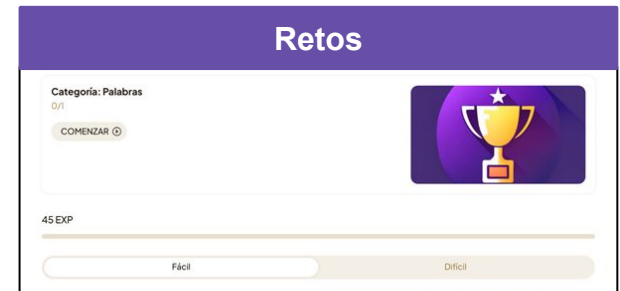 Retos
Categoría: Palabras
0/1
COMENZAR
45 EXP
Fácil
Difícil